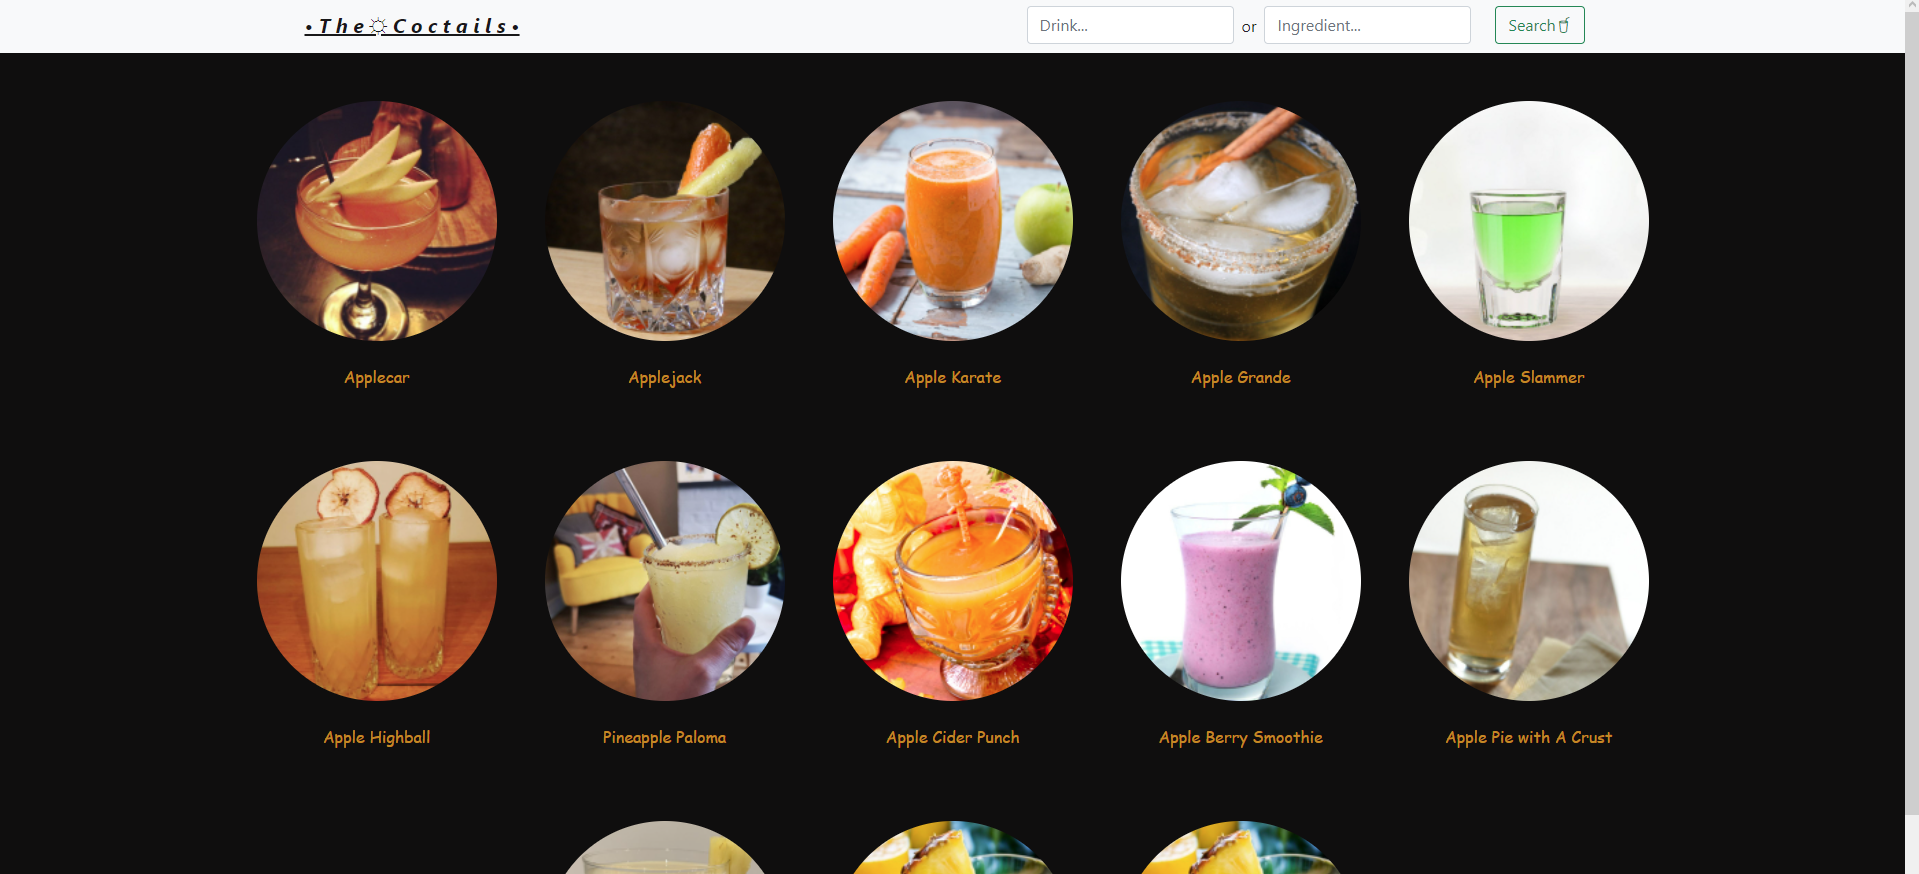 •The☼Coctails•
Drink... or Ingredient... Search
Applecar
Applejack
Apple Karate
Apple Grande
Apple Slammer
Apple Highball
Pineapple Paloma
Apple Cider Punch
Apple Berry Smoothie
Apple Pie with A Crust